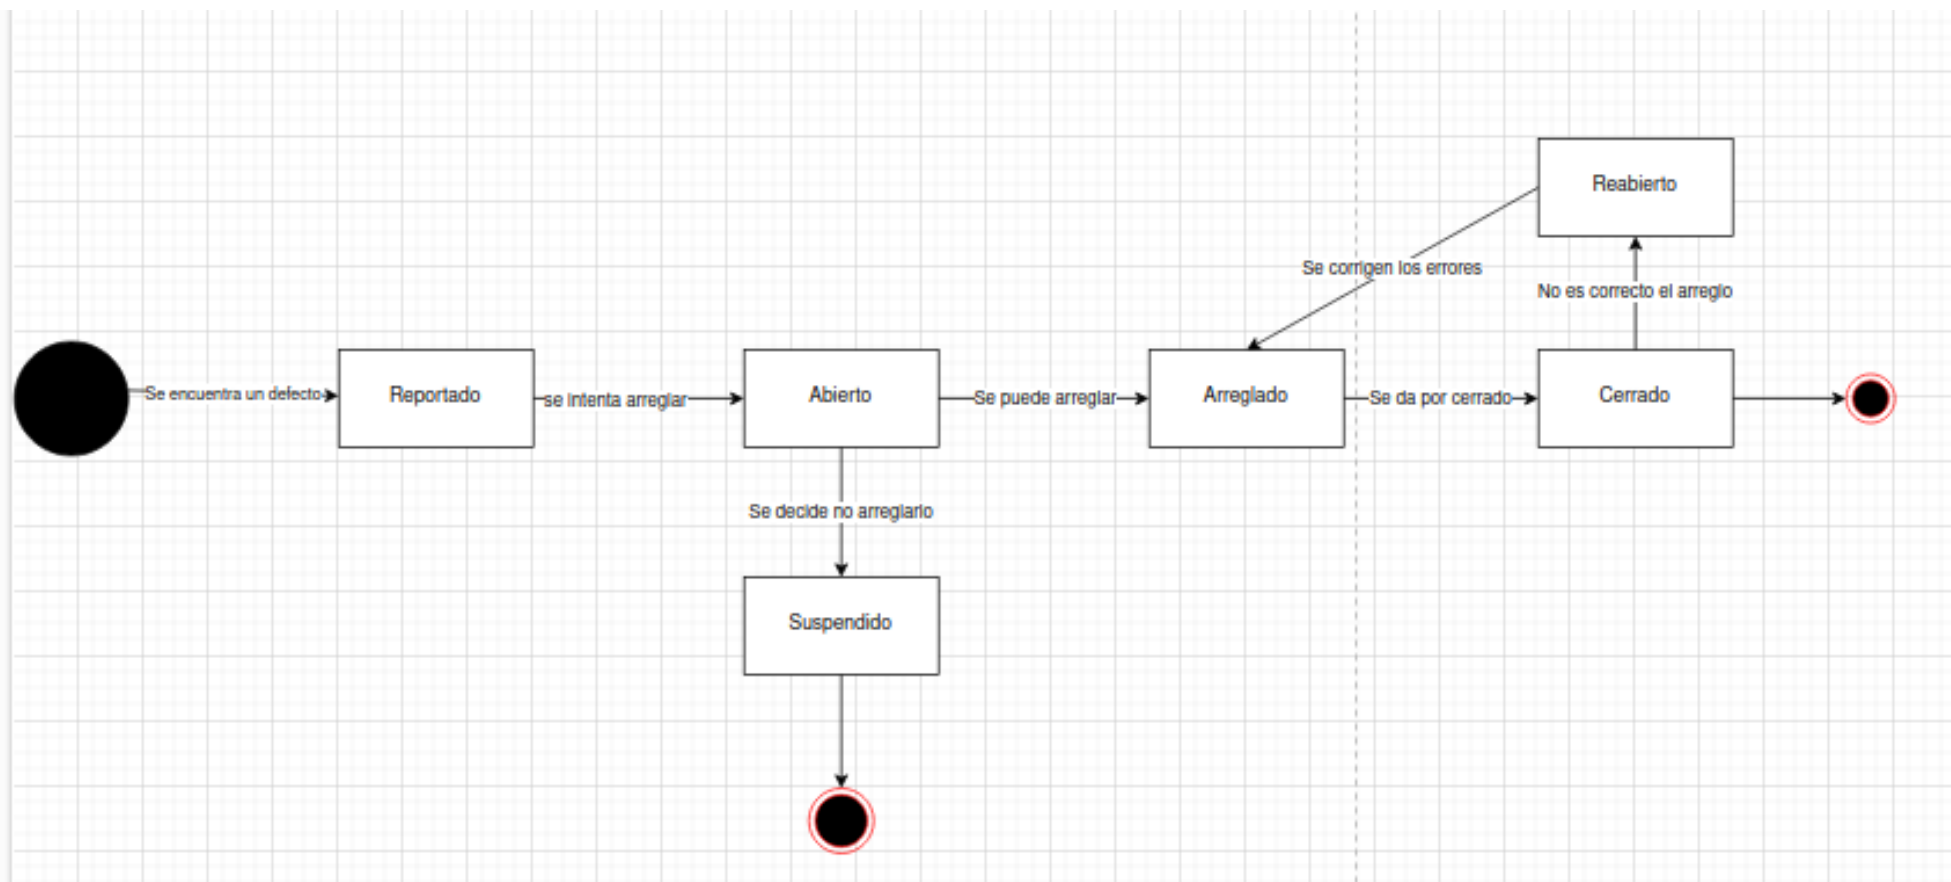 Reabierto
Se corrigen los errores
No es correcto el arreglo
Se encuentra un defecto
Reportado
se intenta arreglar
Abierto
Se puede arreglar
Arreglado
Se da por cerrado
Cerrado
Se decide no arreglarlo
Suspendido